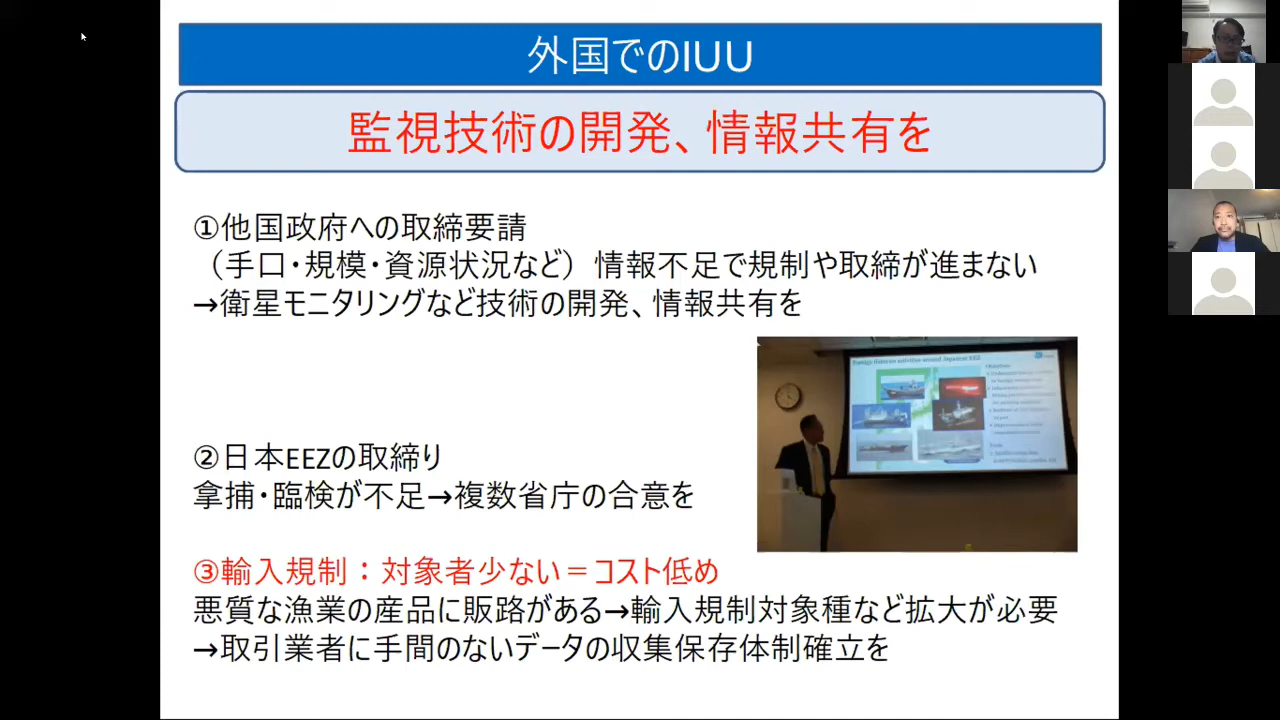 外国でのIUU
監視技術の開発、情報共有を
①他国政府への取締要請
（手口・規模・資源状況など）情報不足で規制や取締が進まない
→衛星モニタリングなど技術の開発、情報共有を
②日本EEZの取締り
拿捕・臨検が不足→複数省庁の合意を
③輸入規制：対象者少ない＝コスト低め
悪質な漁業の産品に販路がある→輸入規制対象種など拡大が必要
→取引業者に手間のないデータの収集保存体制確立を